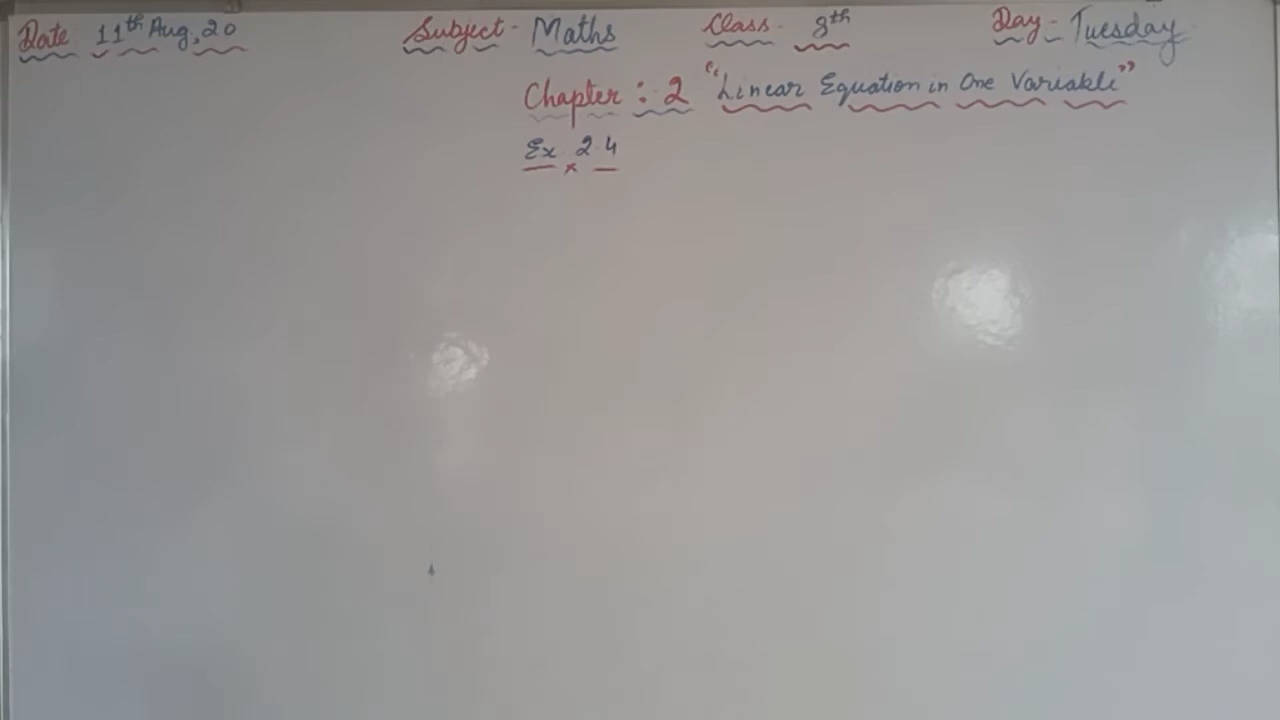 Date 11th Aug, 20 Subject - Maths Class - 8th Day - Tuesday
Chapter : 2 "Linear Equation in One Variable"
Ex 2.4